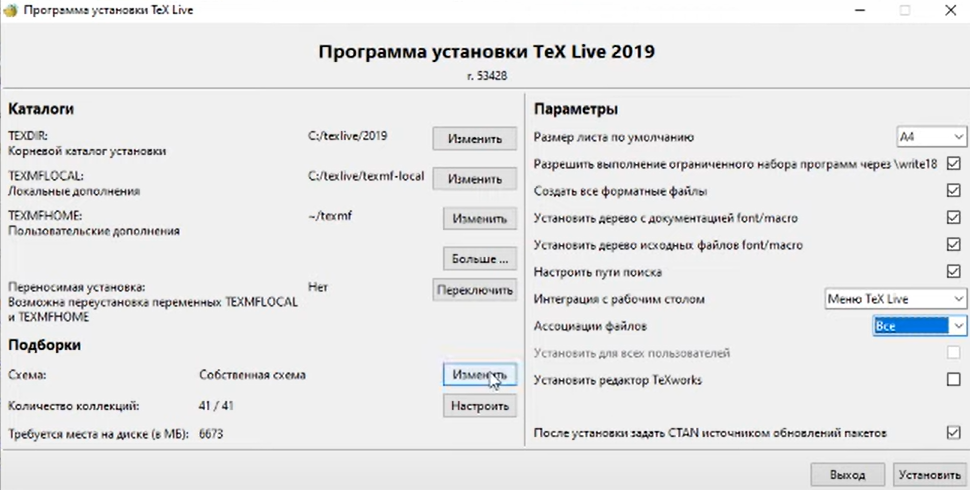 Программа установки TeX Live
Программа установки TeX Live 2019
r. 53428
Каталоги
TEXDIR:
Корневой каталог установки
C:/texlive/2019
Изменить
TEXMFLOCAL:
Локальные дополнения
C:/texlive/texmf-local
Изменить
TEXMFHOME:
Пользовательские дополнения
~/texmf
Изменить
Больше ...
Переносимая установка:
Возможна переустановка переменных TEXMFLOCAL
и TEXMFHOME
Нет
Переключить
Подборки
Схема:
Собственная схема
Изменить
Количество коллекций:
41 / 41
Настроить
Требуется места на диске (в МБ):
6673
Параметры
Размер листа по умолчанию
A4
Разрешить выполнение ограниченного набора программ через \write18
Создать все форматные файлы
Установить дерево с документацией font/macro
Установить дерево исходных файлов font/macro
Настроить пути поиска
Интеграция с рабочим столом
Меню TeX Live
Ассоциации файлов
Все
Установить для всех пользователей
Установить редактор TeXworks
После установки задать CTAN источником обновлений пакетов
Выход
Установить